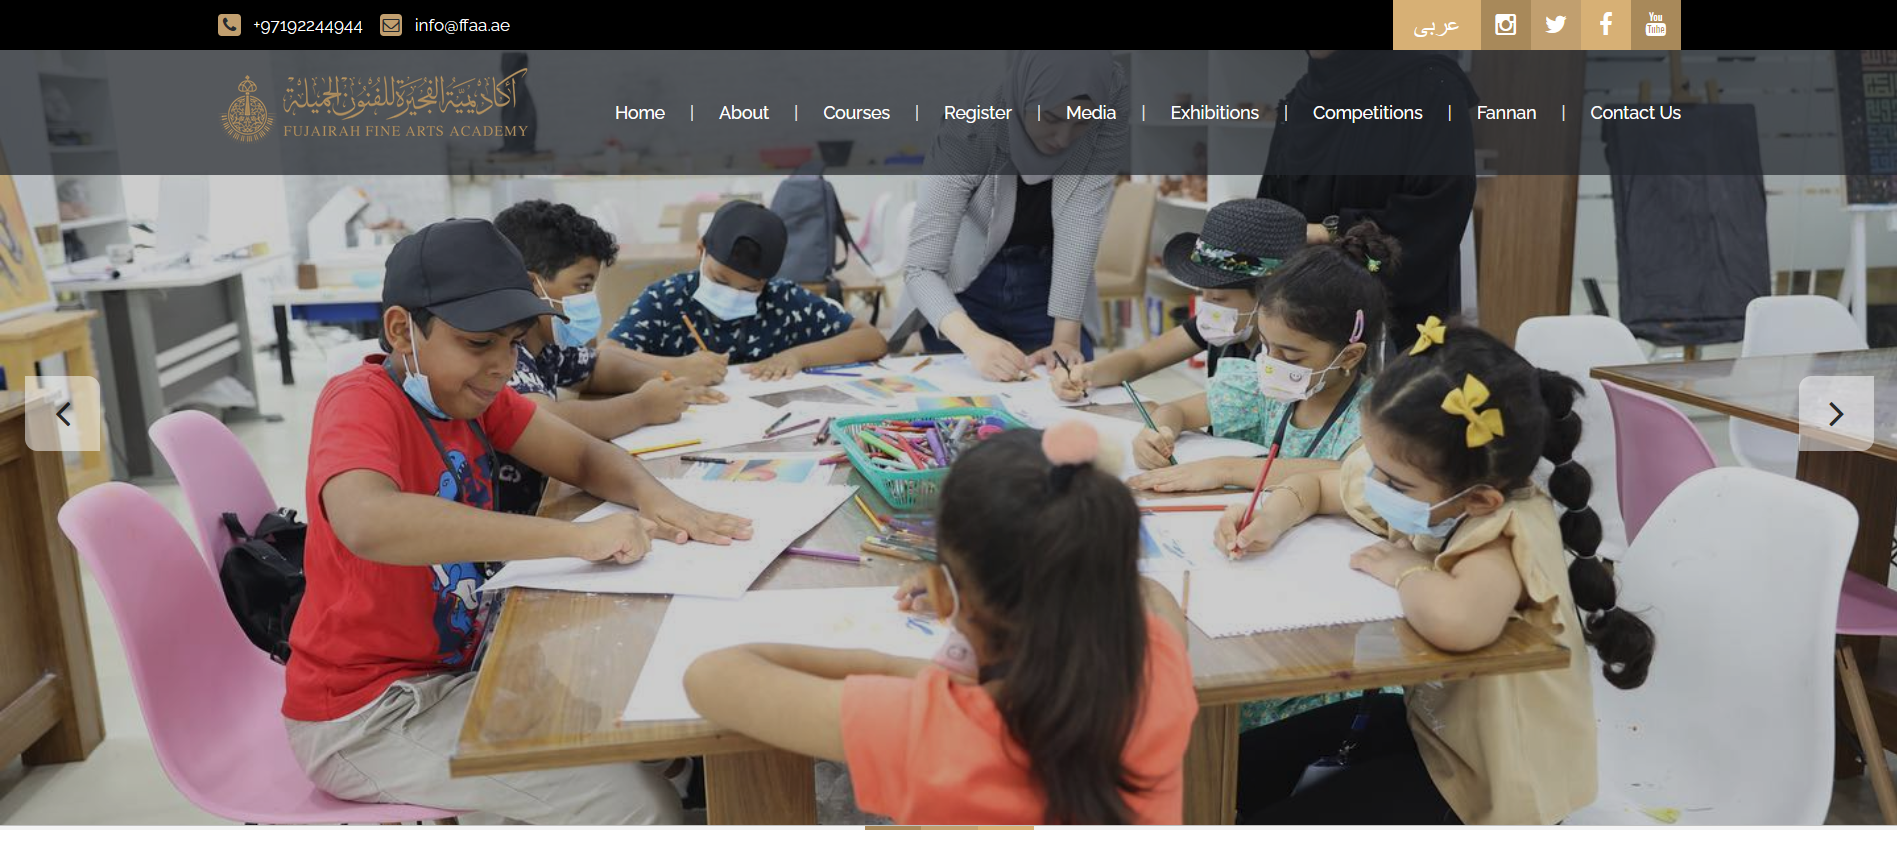 +97192244944 info@ffaa.ae عربي You Tube
أكاديمية الفجيرة للفنون الجميلة
FUJAIRAH FINE ARTS ACADEMY
Home | About | Courses | Register | Media | Exhibitions | Competitions | Fannan | Contact Us